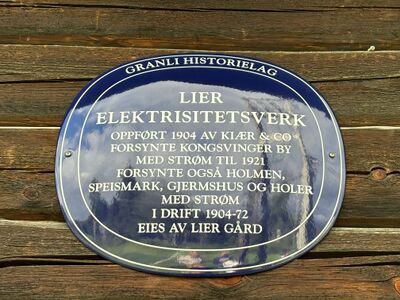 GRANLI HISTORIELAG
LIER
ELEKTRISITETSVERK
OPPFØRT 1904 AV KIÆR & CO
FORSYNTE KONGSVINGER BY
MED STRØM TIL 1921
FORSYNTE OGSÅ HOLMEN,
SPEISMARK, GJERMSHUS OG HOLER
MED STRØM
I DRIFT 1904-72
EIES AV LIER GÅRD